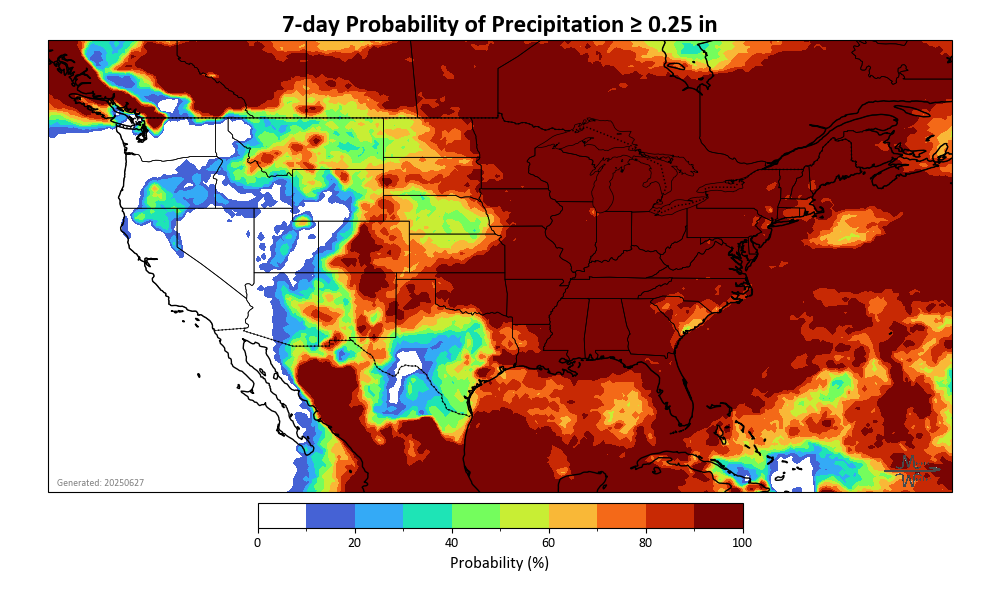 7-day Probability of Precipitation ≥ 0.25 in
Generated: 20250627
0 20 40 60 80 100
Probability (%)